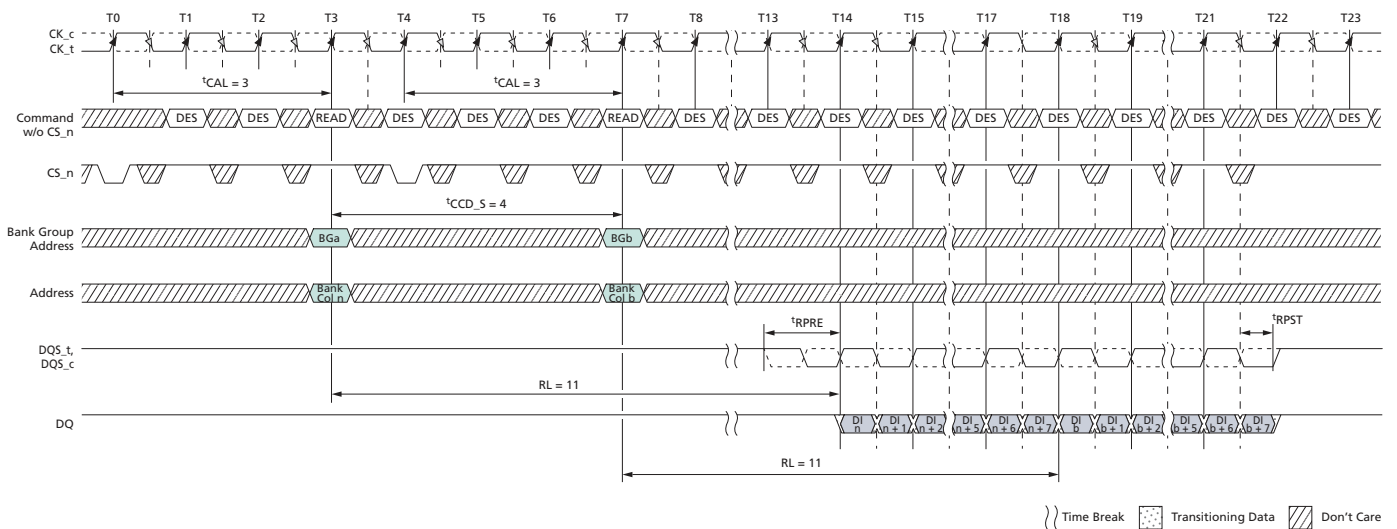 T0 T1 T2 T3 T4 T5 T6 T7 T8 T13 T14 T15 T17 T18 T19 T21 T22 T23
CK_c
CK_t
tCAL = 3 tCAL = 3
Command
w/o CS_n
DES DES READ DES DES DES READ DES DES DES DES DES DES DES DES DES DES
CS_n
tCCD_S = 4
Bank Group
Address
BGa BGb
Address
Bank
Col n
Bank
Col b
tRPRE tRPST
DQS_t,
DQS_c
RL = 11
DQ
DI
n
DI
n + 1
DI
n + 2
DI
n + 5
DI
n + 6
DI
n + 7
DI
b
DI
b + 1
DI
b + 2
DI
b + 5
DI
b + 6
DI
b + 7
RL = 11
Time Break Transitioning Data Don't Care